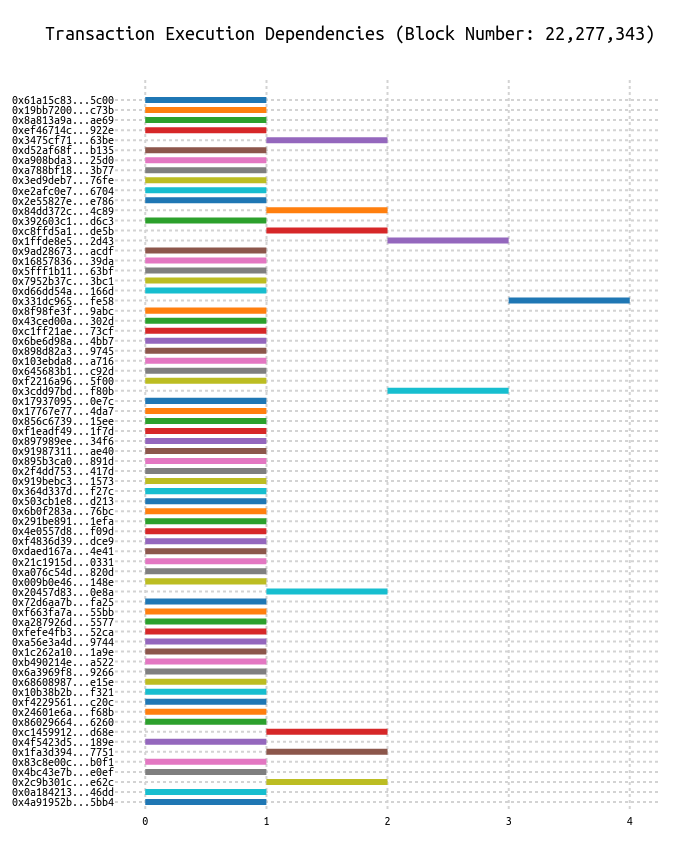 Transaction Execution Dependencies (Block Number: 22,277,343)
0x61a15c83...5c00
0x19bb7200...c73b
0x8a813a9a...ae69
0xef46714c...922e
0x3475cf71...63be
0xd52af68f...b135
0xa908bda3...25d0
0xa788bf18...3b77
0x3ed9deb7...76fe
0xe2afc0e7...6704
0x2e55827e...e786
0x84dd372c...4c89
0x392603c1...d6c3
0xc8ffd5a1...de5b
0x1ffde8e5...2d43
0x9ad28673...acdf
0x16857836...39da
0x5fff1b11...63bf
0x7952b37c...3bc1
0xd66dd54a...166d
0x331dc965...fe58
0x8f98fe3f...9abc
0x43ced00a...302d
0xc1ff21ae...73cf
0x6be6d98a...4bb7
0x898d82a3...9745
0x103ebda8...a716
0x645683b1...c92d
0xf2216a96...5f00
0x3cdd97bd...f80b
0x17937095...0e7c
0x17767e77...4da7
0x856c6739...15ee
0xf1eadf49...1f7d
0x897989ee...34f6
0x91987311...ae40
0x895b3ca0...891d
0x2f4dd753...417d
0x919bebc3...1573
0x364d337d...f27c
0x503cb1e8...d213
0x6b0f283a...76bc
0x291be891...1efa
0x4e0557d8...f09d
0xf4836d39...dce9
0xdaed167a...4e41
0x21c1915d...0331
0xa076c54d...820d
0x009b0e46...148e
0x20457d83...0e8a
0x72d6aa7b...fa25
0xf663fa7a...55bb
0xa287926d...5577
0xfefe4fb3...52ca
0xa56e3a4d...9744
0x1c262a10...1a9e
0xb490214e...a522
0x6a3969f8...9266
0x68608987...e15e
0x10b38b2b...f321
0xf4229561...c20c
0x24601e6a...f68b
0x86029664...6260
0xc1459912...d68e
0x4f5423d5...189e
0x1fa3d394...7751
0x83c8e00c...b0f1
0x4bc43e7b...e0ef
0x2c9b301c...e62c
0x0a184213...46dd
0x4a91952b...5bb4
0 1 2 3 4